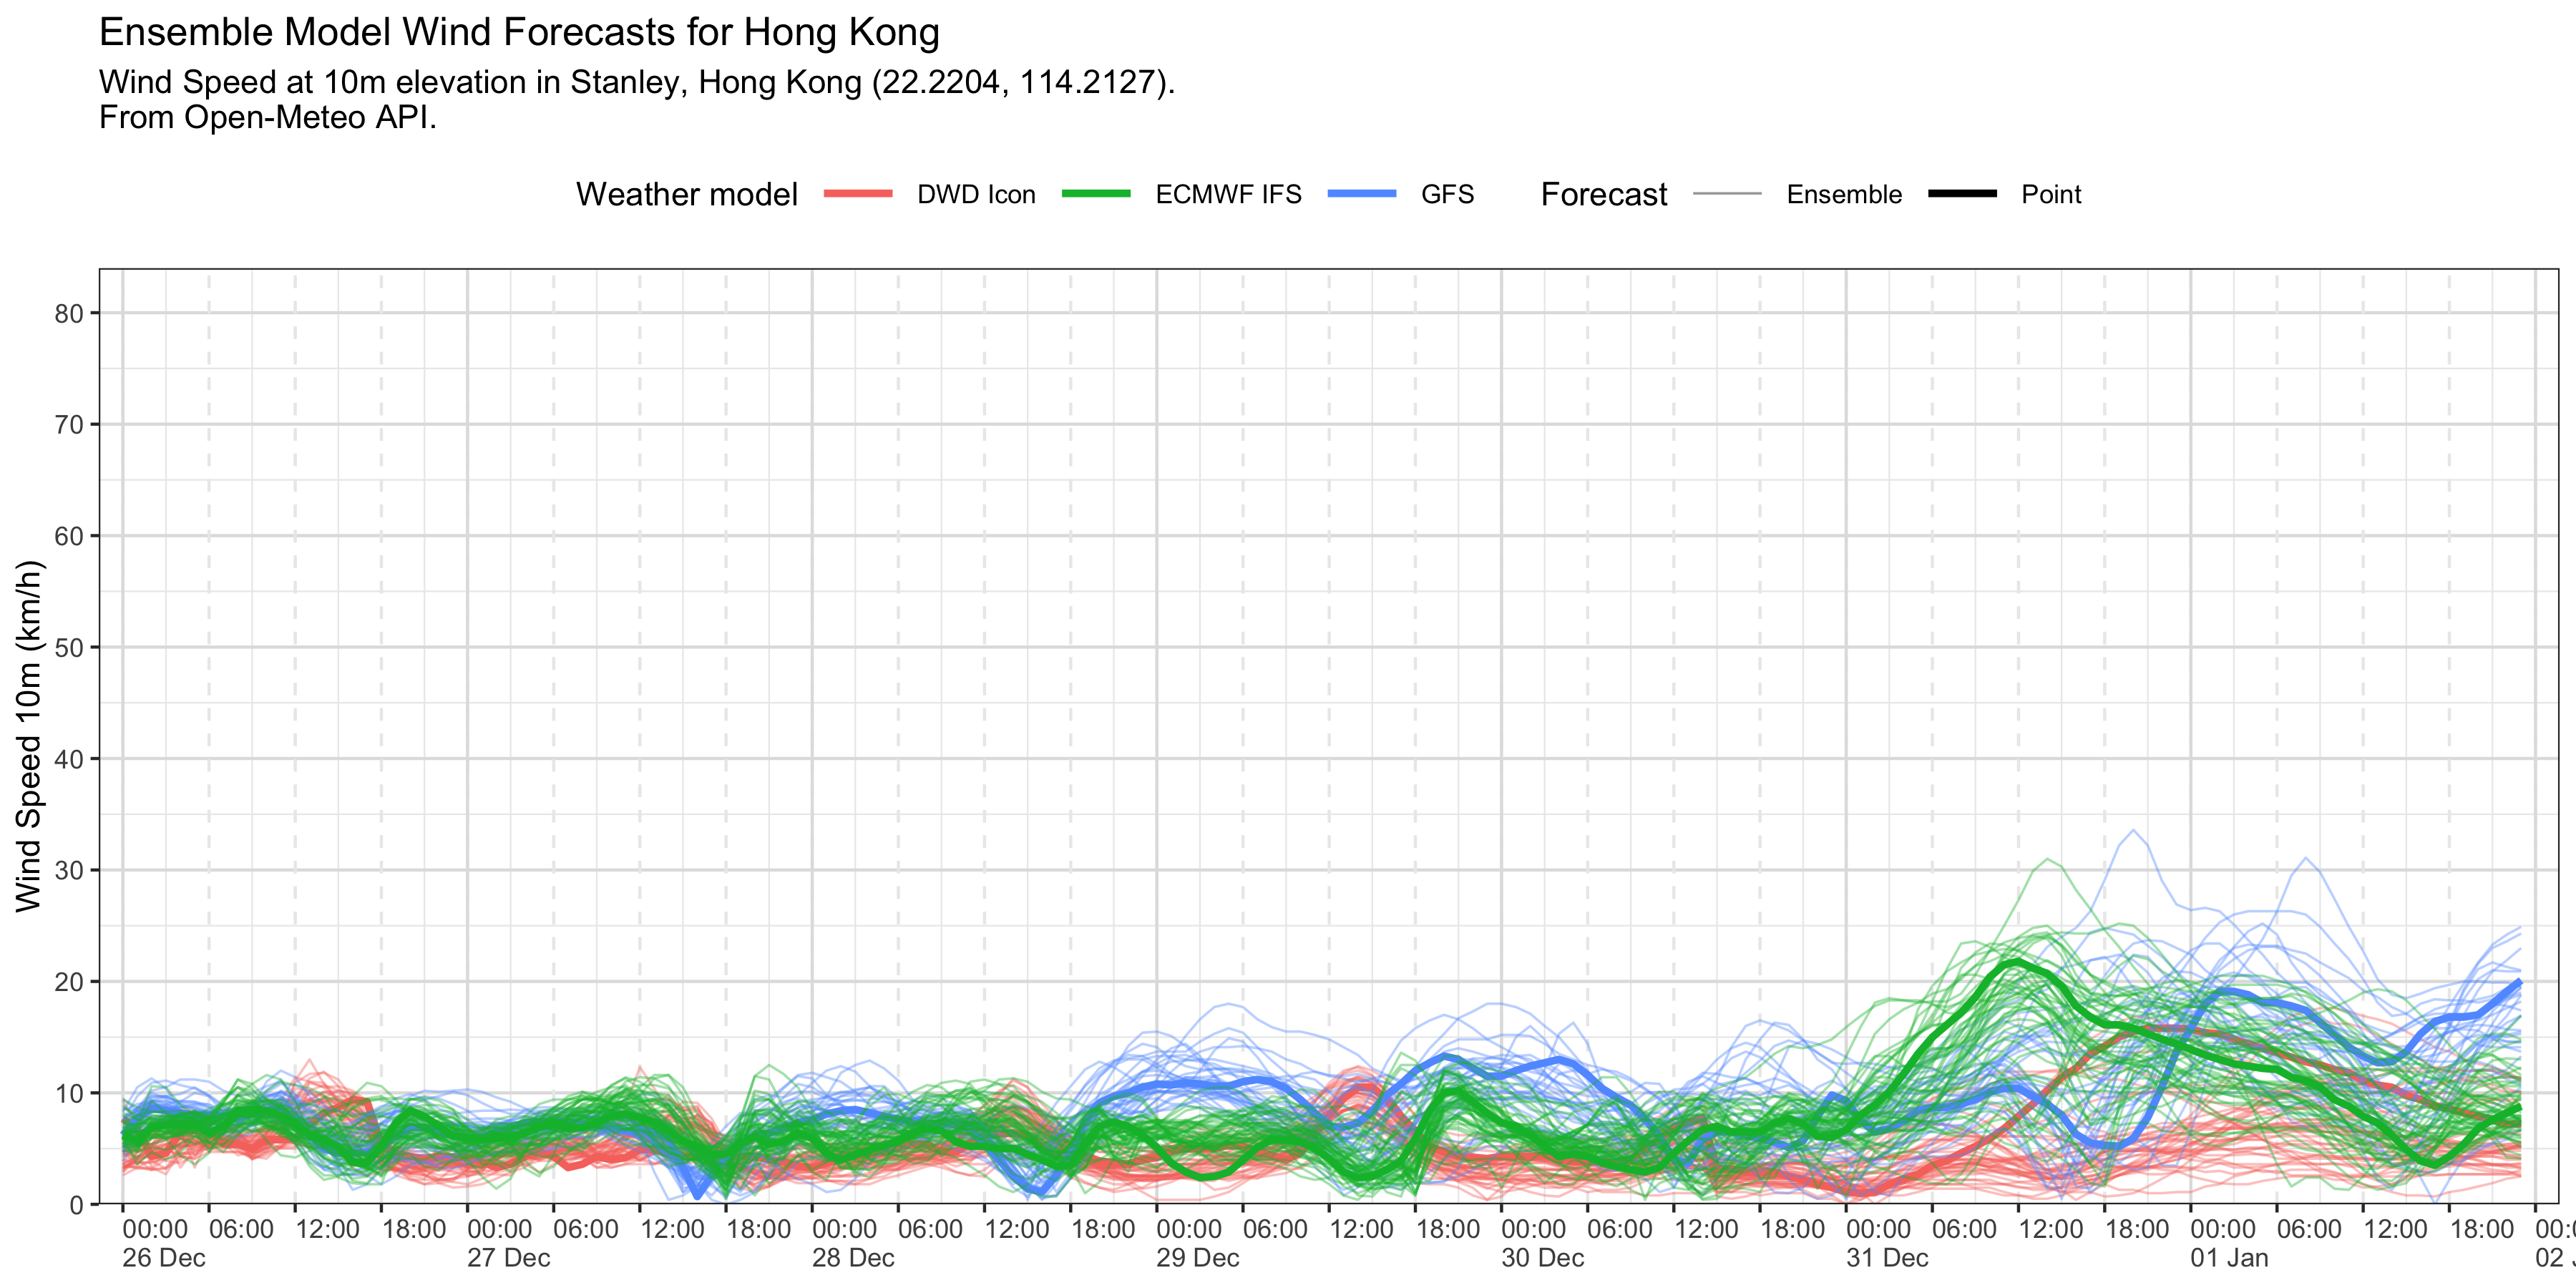 Ensemble Model Wind Forecasts for Hong Kong
Wind Speed at 10m elevation in Stanley, Hong Kong (22.2204, 114.2127).
From Open-Meteo API.
Weather model DWD Icon ECMWF IFS GFS Forecast Ensemble Point
Wind Speed 10m (km/h)
80
70
60
50
40
30
20
10
0
00:00 06:00 12:00 18:00 00:00 06:00 12:00 18:00 00:00 06:00 12:00 18:00 00:00 06:00 12:00 18:00 00:00 06:00 12:00 18:00 00:00 06:00 12:00 18:00 00:00 06:00 12:00 18:00
26 Dec 27 Dec 28 Dec 29 Dec 30 Dec 31 Dec 01 Jan 02